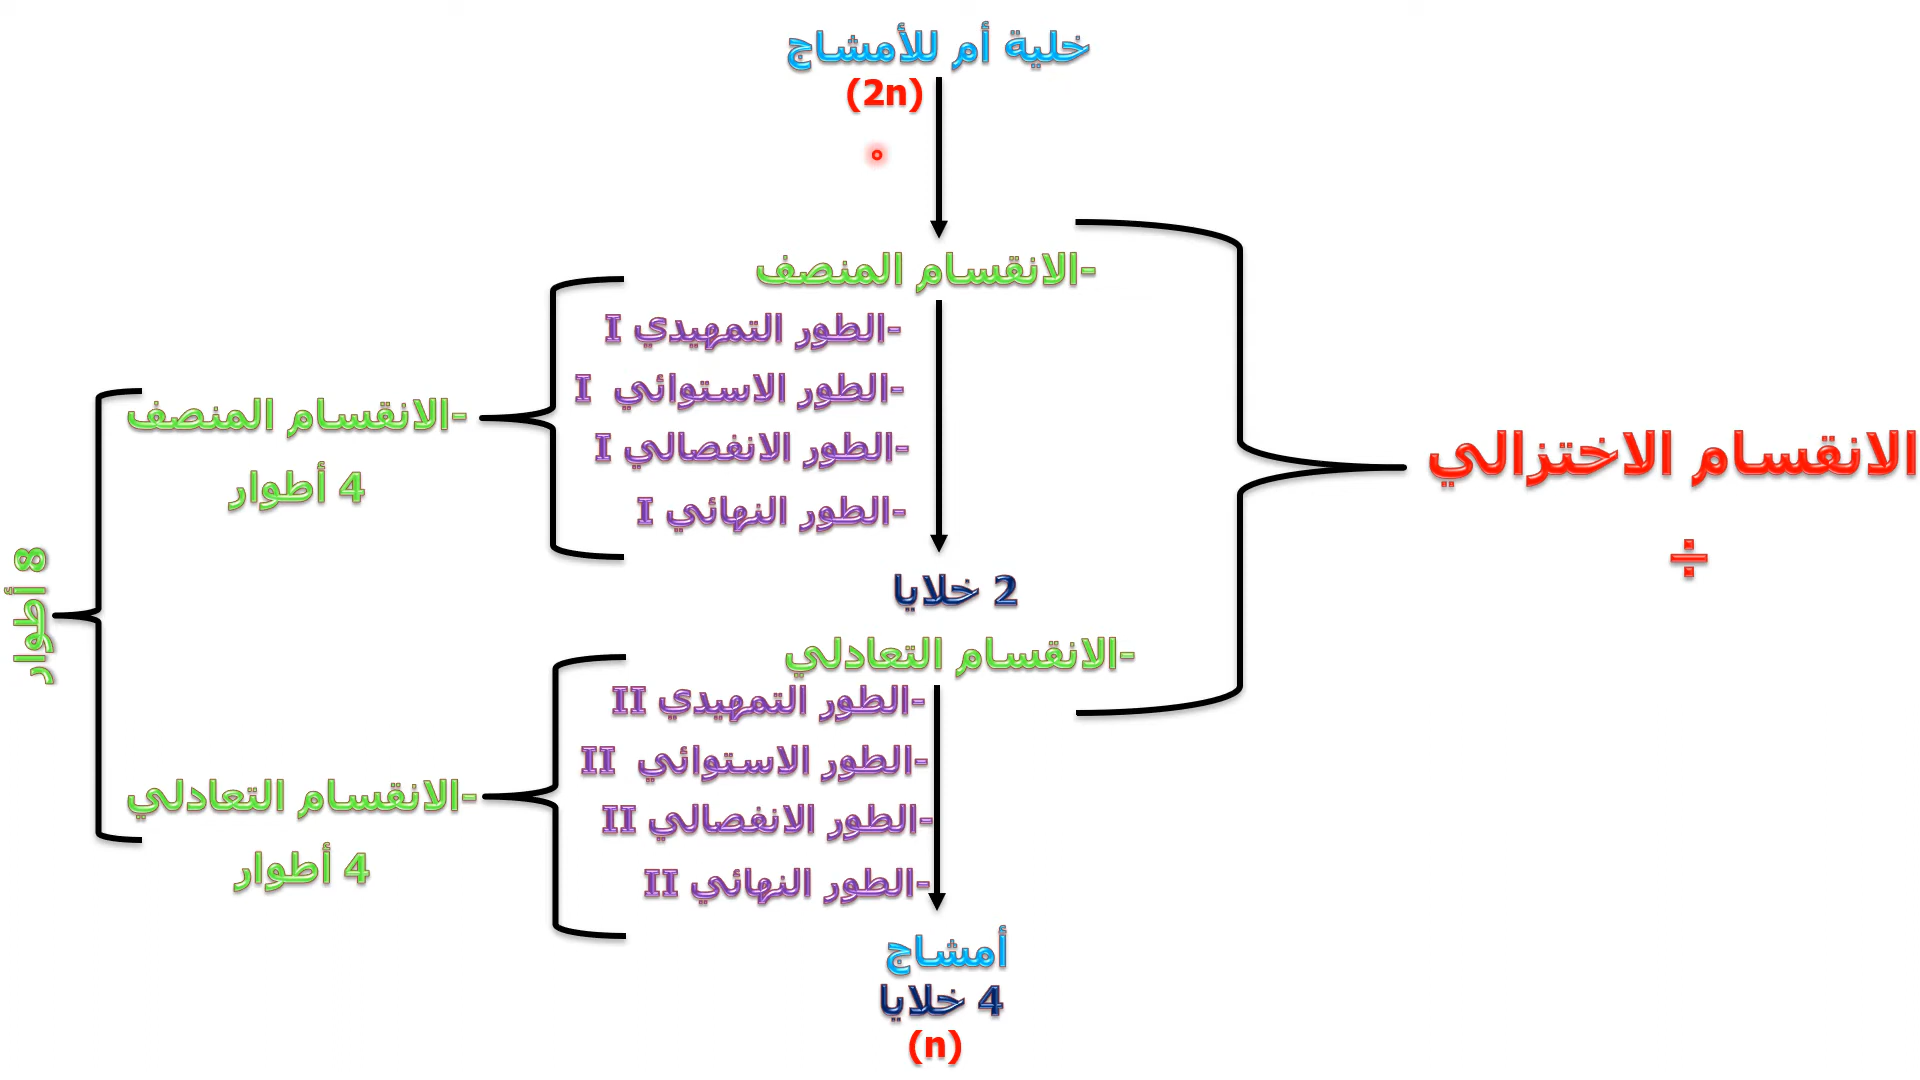 خلية أم للأمشاج
(2n)
-الانقسام المنصف
-الطور التمهيدي I
-الطور الاستوائي I
-الطور الانفصالي I
-الطور النهائي I
2 خلايا
-الانقسام التعادلي
-الطور التمهيدي II
-الطور الاستوائي II
-الطور الانفصالي II
-الطور النهائي II
أمشاج
4 خلايا
(n)
الانقسام الاختزالي
÷
-الانقسام المنصف
4 أطوار
-الانقسام التعادلي
4 أطوار
8 أطوار